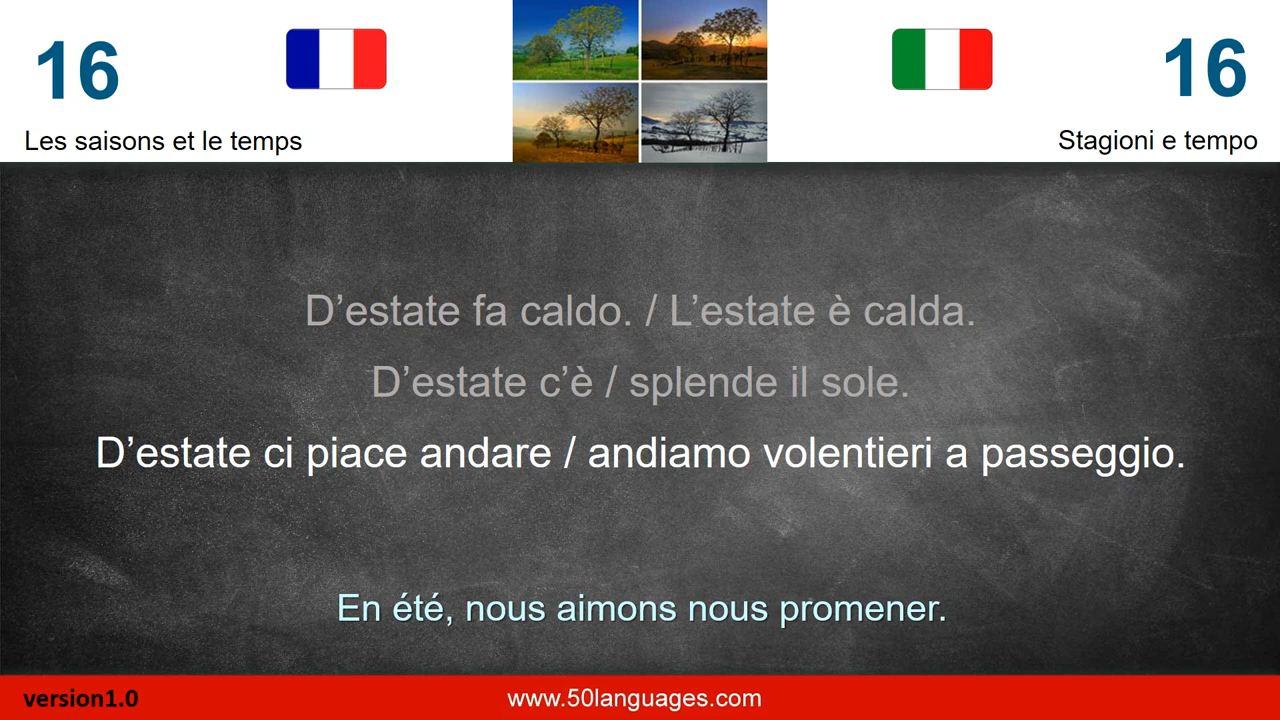 16
16
Les saisons et le temps
Stagioni e tempo
D’estate fa caldo. / L’estate è calda.
D’estate c’è / splende il sole.
D’estate ci piace andare / andiamo volentieri a passeggio.
En été, nous aimons nous promener.
version1.0
www.50languages.com